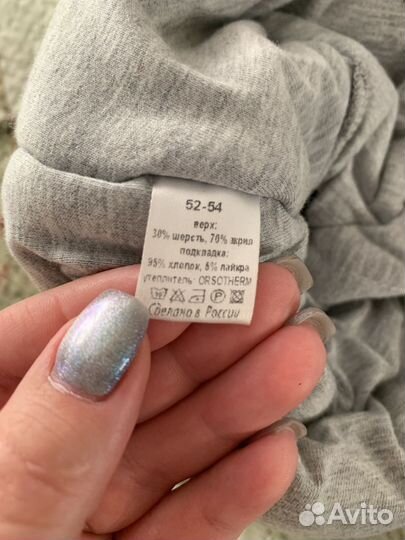 52-54
верх:
30% шерсть, 70% акрил
подкладка:
95% хлопок, 5% лайкра
утеплитель: ORSOTHERM
Сделано в России
Avito